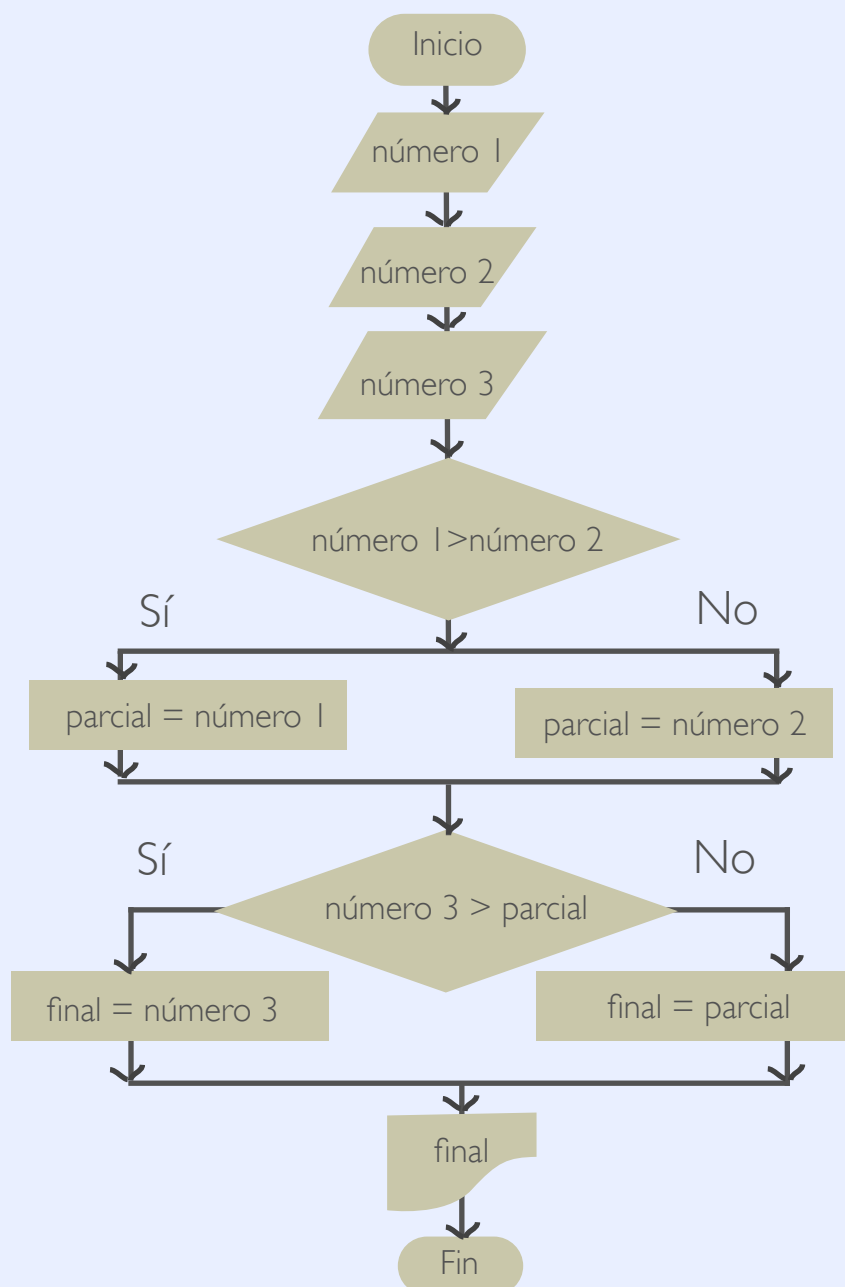 Inicio
número 1
número 2
número 3
número 1>número 2
Sí
No
parcial = número 1
parcial = número 2
Sí
No
número 3 > parcial
final = número 3
final = parcial
final
Fin